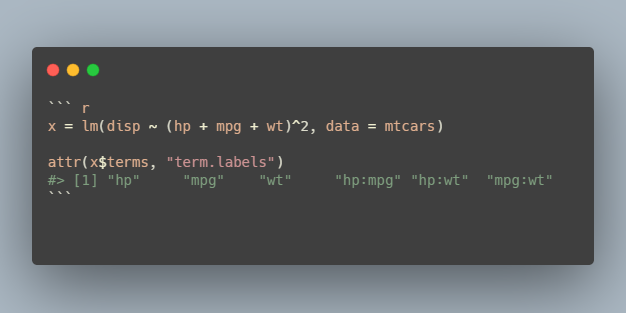 ``` r
x = lm(disp ~ (hp + mpg + wt)^2, data = mtcars)
attr(x$terms, "term.labels")
#> [1] "hp"     "mpg"    "wt"     "hp:mpg" "hp:wt"  "mpg:wt"
```